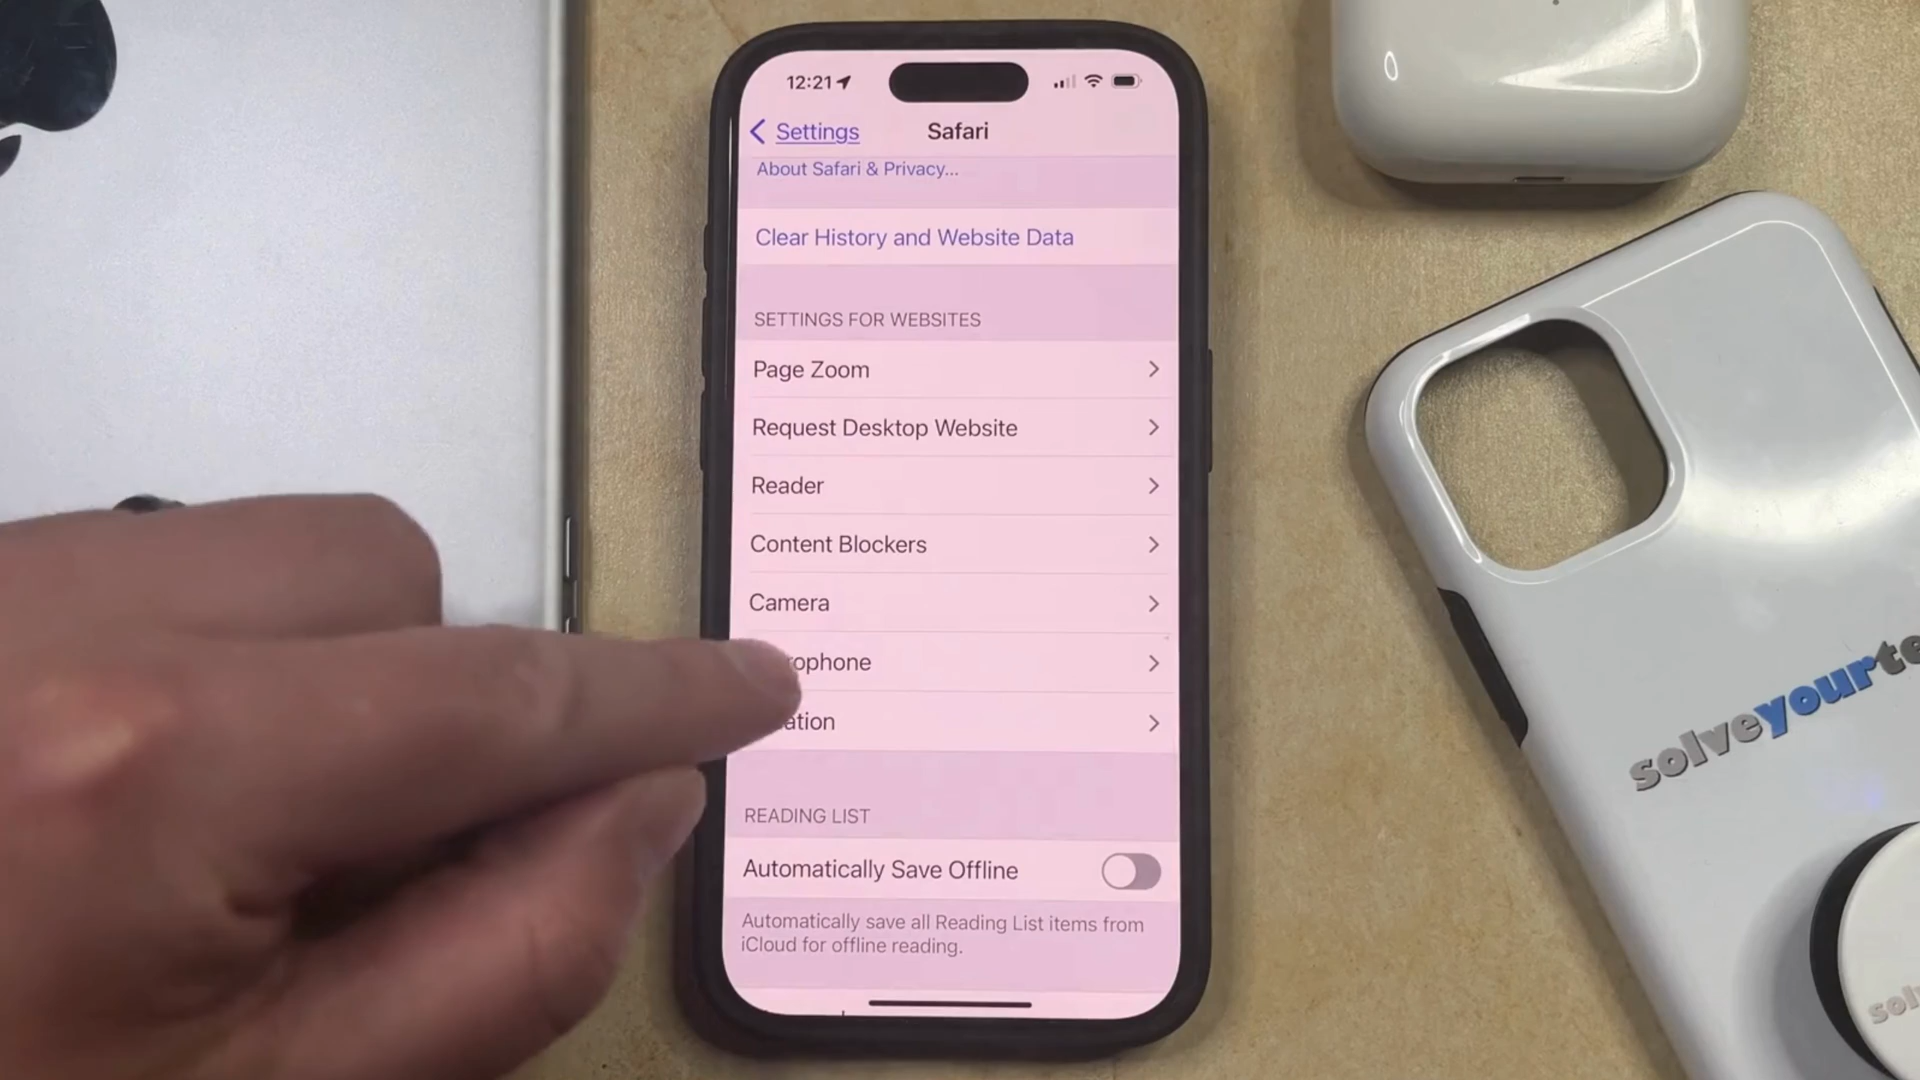 12:21
Settings
Safari
About Safari & Privacy...
Clear History and Website Data
SETTINGS FOR WEBSITES
Page Zoom
Request Desktop Website
Reader
Content Blockers
Camera
rophone
ation
READING LIST
Automatically Save Offline
Automatically save all Reading List items from
iCloud for offline reading.
solveyourte
sol